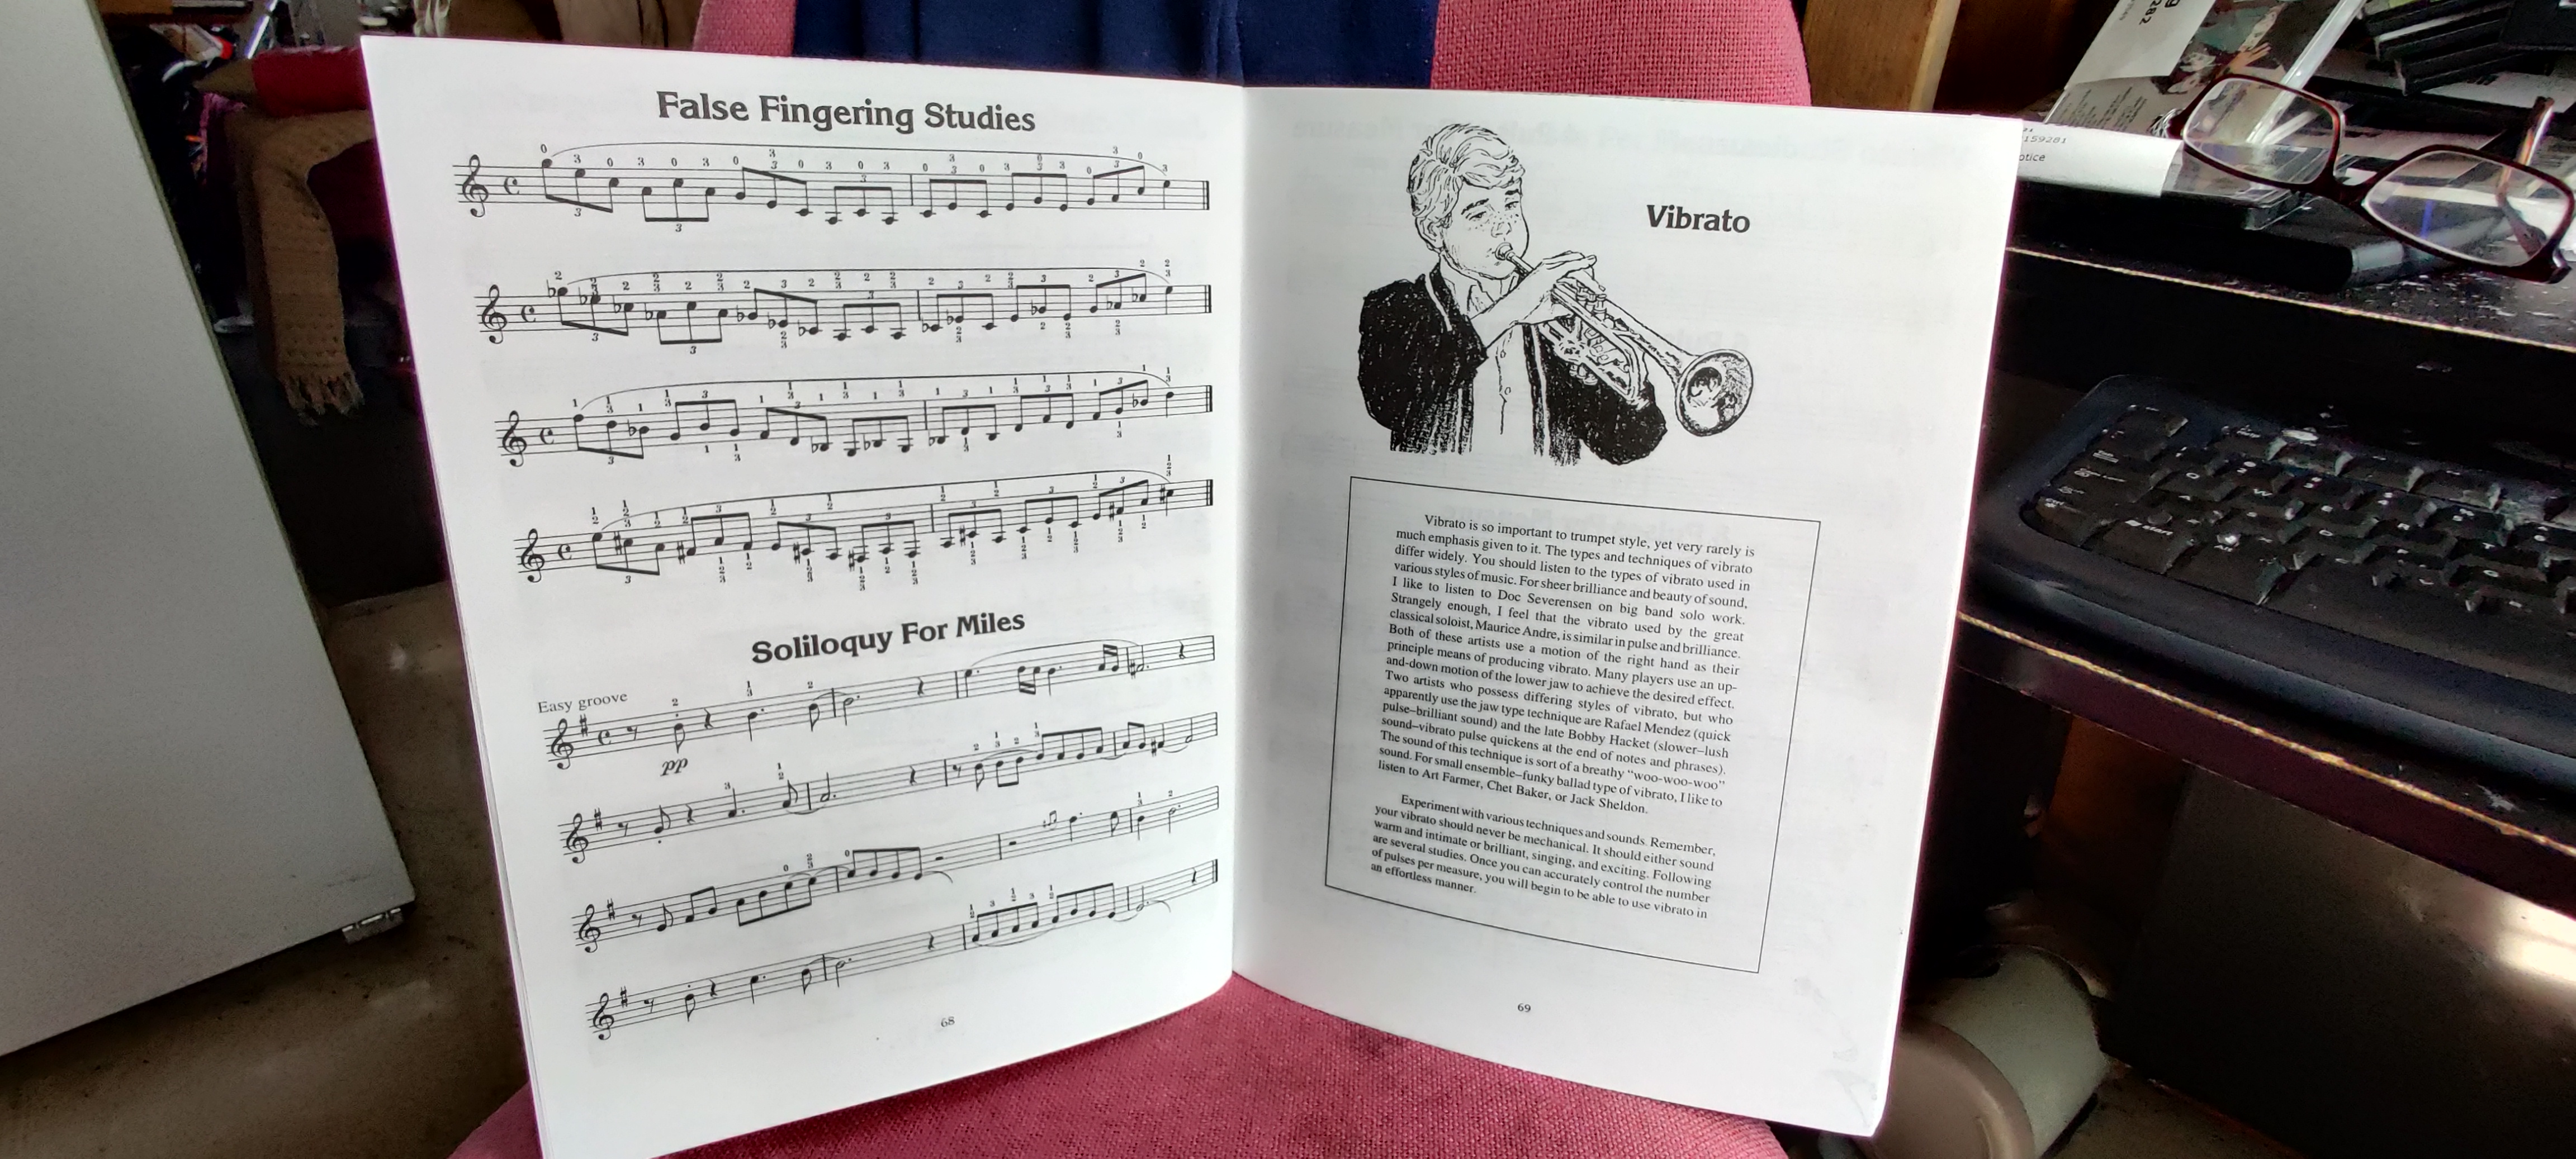 False Fingering Studies
Soliloquy For Miles
Easy groove
pp
68
Vibrato
Vibrato is so important to trumpet style, yet very rarely is
much emphasis given to it. The types and techniques of vibrato
differ widely. You should listen to the types of vibrato used in
various styles of music. For sheer brilliance and beauty of sound,
I like to listen to Doc Severensen on big band solo work.
Strangely enough, I feel that the vibrato used by the great
classical soloist, Maurice Andre, is similar in pulse and brilliance.
Both of these artists use a motion of the right hand as their
principle means of producing vibrato. Many players use an up-
and-down motion of the lower jaw to achieve the desired effect.
Two artists who possess differing styles of vibrato, but who
apparently use the jaw type technique are Rafael Mendez (quick
pulse–brilliant sound) and the late Bobby Hacket (slower–lush
sound–vibrato pulse quickens at the end of notes and phrases).
The sound of this technique is sort of a breathy “woo-woo-woo”
sound. For small ensemble–funky ballad type of vibrato, I like to
listen to Art Farmer, Chet Baker, or Jack Sheldon.
Experiment with various techniques and sounds. Remember,
your vibrato should never be mechanical. It should either sound
warm and intimate or brilliant, singing, and exciting. Following
are several studies. Once you can accurately control the number
of pulses per measure, you will begin to be able to use vibrato in
an effortless manner.
69
159281
otice